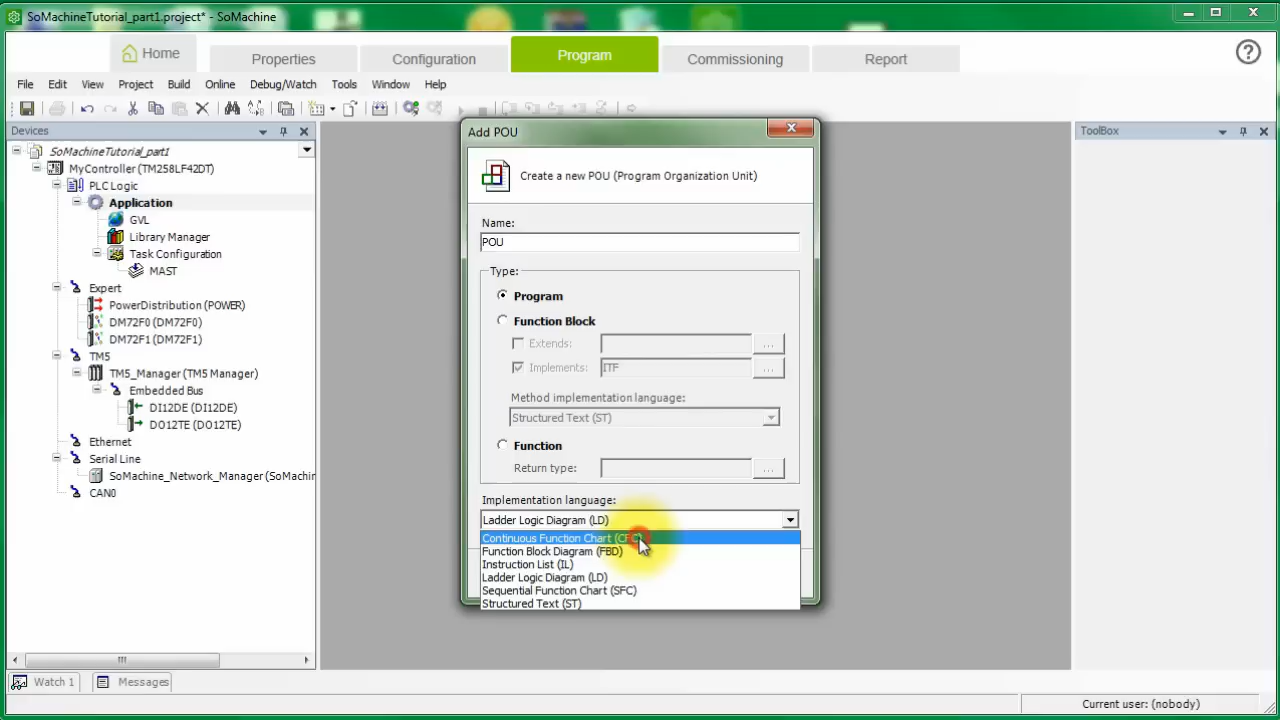 SoMachineTutorial_part1.project* - SoMachine
Home
Properties
Configuration
Program
Commissioning
Report
File Edit View Project Build Online Debug/Watch Tools Window Help
Devices
SoMachineTutorial_part1
MyController (TM258LF42DT)
PLC Logic
Application
GVL
Library Manager
Task Configuration
MAST
Expert
PowerDistribution (POWER)
DM72F0 (DM72F0)
DM72F1 (DM72F1)
TM5
TM5_Manager (TM5 Manager)
Embedded Bus
DI12DE (DI12DE)
DO12TE (DO12TE)
Ethernet
Serial Line
SoMachine_Network_Manager (SoMachin
CAN0
Add POU
Create a new POU (Program Organization Unit)
Name:
POU
Type:
Program
Function Block
Extends:
...
Implements:
ITF
...
Method implementation language:
Structured Text (ST)
Function
Return type:
...
Implementation language:
Ladder Logic Diagram (LD)
Continuous Function Chart (CFC)
Function Block Diagram (FBD)
Instruction List (IL)
Ladder Logic Diagram (LD)
Sequential Function Chart (SFC)
Structured Text (ST)
ToolBox
Watch 1
Messages
Current user: (nobody)